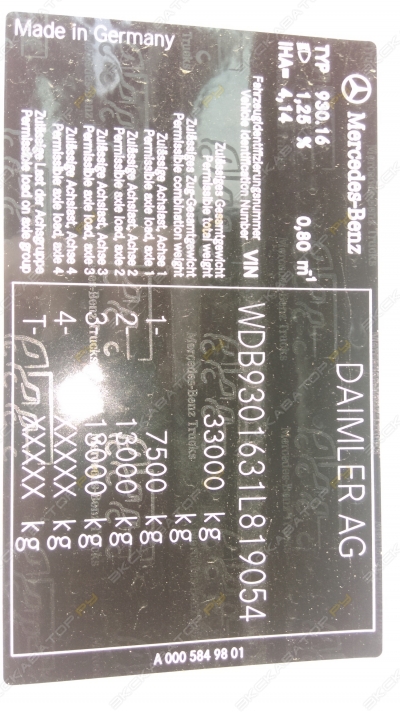 Mercedes-Benz
DAIMLER AG
TYP 930.16
1,25 % 0,80 m⁻¹
IHA= 4,14
Fahrzeugidentifizierungsnummer
Vehicle Identification Number VIN WDB9301631L819054
Zulässiges Gesamtgewicht
Permissible total weight 33000 kg
Zulässiges Zug-Gesamtgewicht
Permissible combination weight kg
Zulässige Achslast, Achse 1
Permissible axle load, axle 1 1- 7500 kg
Zulässige Achslast, Achse 2
Permissible axle load, axle 2 2- kg
Zulässige Achslast, Achse 3
Permissible axle load, axle 3 3- kg
Zulässige Achslast, Achse 4
Permissible axle load, axle 4 4- XXXXX kg
Zulässige Last der Achsgruppe
Permissible load on axle group T- XXXXX kg
Made in Germany
A 000 584 98 01